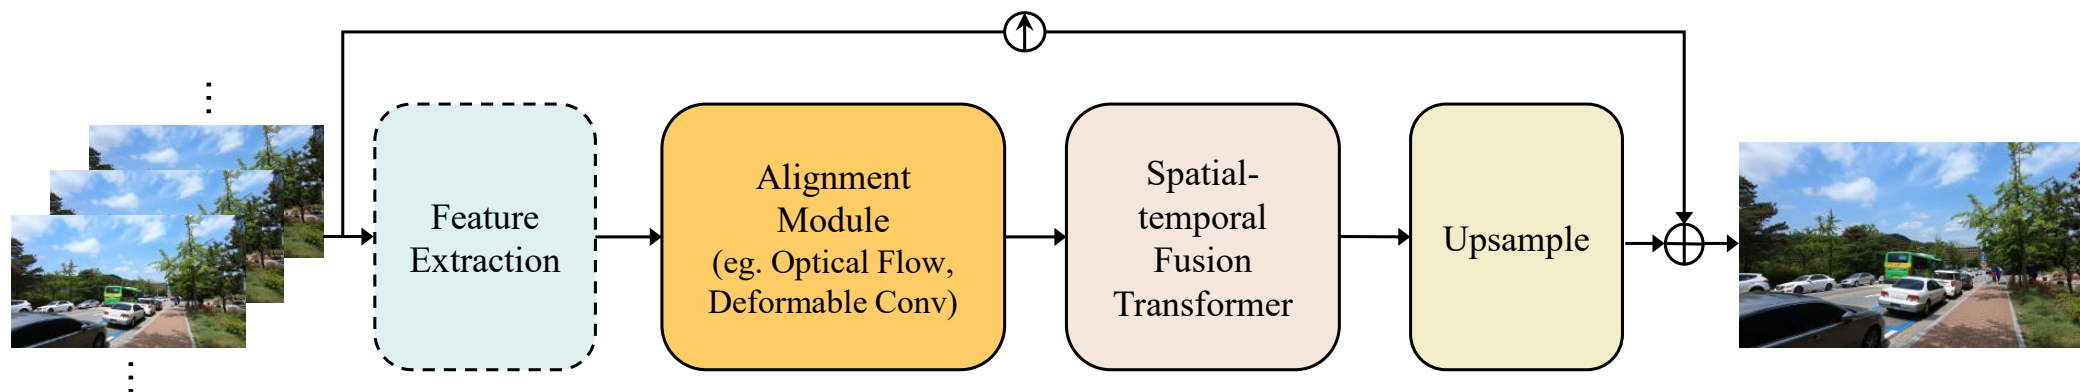 Feature
Extraction
Alignment
Module
(eg. Optical Flow,
Deformable Conv)
Spatial-
temporal
Fusion
Transformer
Upsample